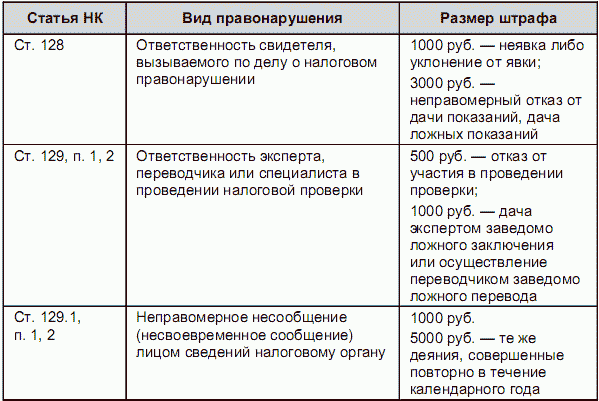 Статья НК
Вид правонарушения
Размер штрафа
Ст. 128
Ответственность свидетеля,
вызываемого по делу о налоговом
правонарушении
1000 руб. — неявка либо
уклонение от явки;
3000 руб. —
неправомерный отказ от
дачи показаний, дача
ложных показаний
Ст. 129, п. 1, 2
Ответственность эксперта,
переводчика или специалиста в
проведении налоговой проверки
500 руб. — отказ от
участия в проведении
проверки;
1000 руб. — дача
экспертом заведомо
ложного заключения
или осуществление
переводчиком заведомо
ложного перевода
Ст. 129.1,
п. 1, 2
Неправомерное несообщение
(несвоевременное сообщение)
лицом сведений налоговому органу
1000 руб.
5000 руб. — те же
деяния, совершенные
повторно в течение
календарного года